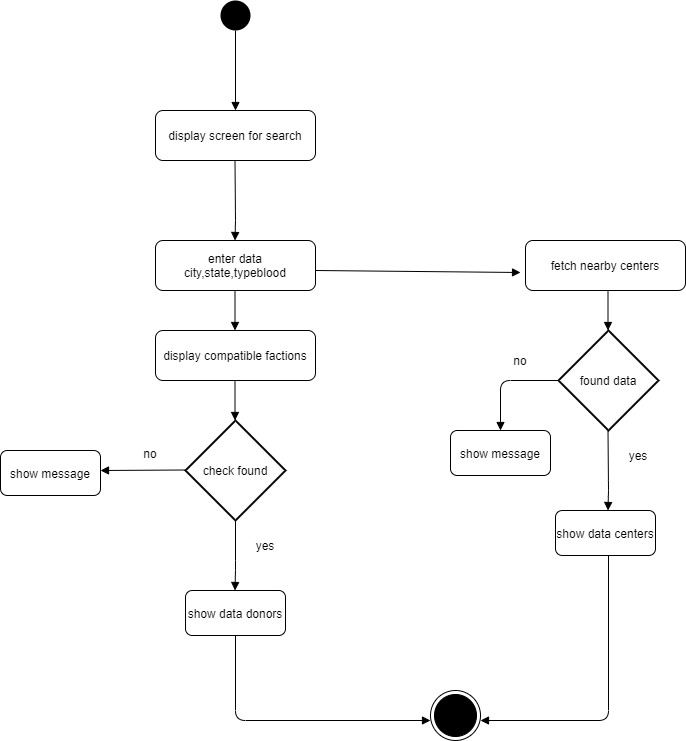 display screen for search
enter data
city,state,typeblood
fetch nearby centers
display compatible factions
no
found data
no
check found
show message
show message
yes
yes
show data centers
show data donors